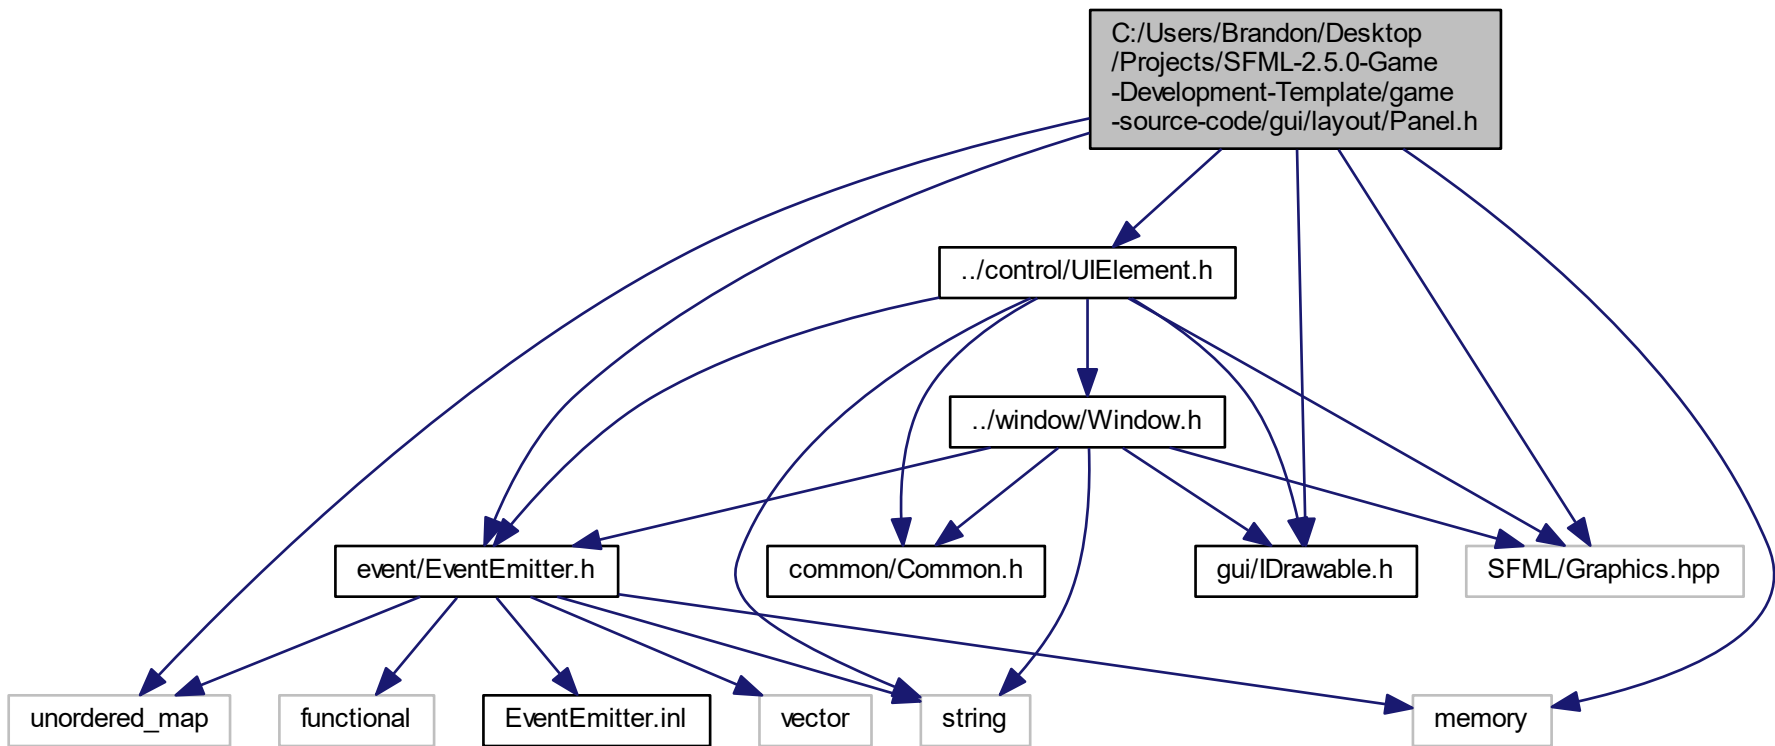 C:/Users/Brandon/Desktop
/Projects/SFML-2.5.0-Game
-Development-Template/game
-source-code/gui/layout/Panel.h
../control/UIElement.h
../window/Window.h
event/EventEmitter.h
common/Common.h
gui/IDrawable.h
SFML/Graphics.hpp
unordered_map
functional
EventEmitter.inl
vector
string
memory